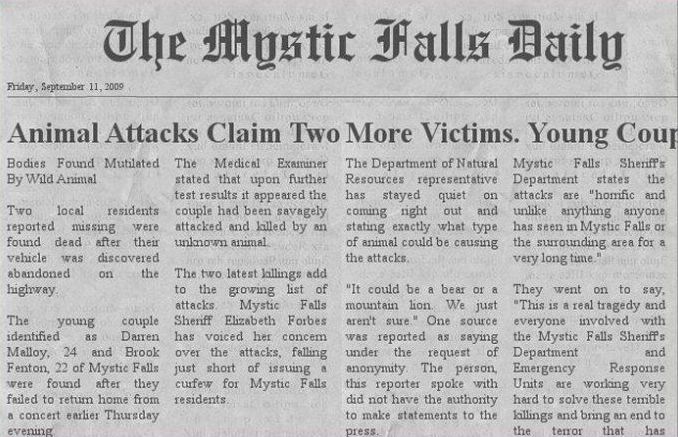 The Mystic Falls Daily
Friday, September 11, 2009
Animal Attacks Claim Two More Victims. Young Coup
Bodies Found Mutilated
By Wild Animal
Two local residents
reported missing were
found dead after their
vehicle was discovered
abandoned on the
highway.
The young couple
identified as Darren
Malloy, 24 and Brook
Fenton, 22 of Mystic Falls
were found after they
failed to return home from
a concert earlier Thursday
evening.
The Medical Examiner
stated that upon further
test results it appeared the
couple had been savagely
attacked and killed by an
unknown animal.
The two latest killings add
to the growing list of
attacks. Mystic Falls
Sheriff Elizabeth Forbes
has voiced her concern
over the attacks, falling
just short of issuing a
curfew for Mystic Falls
residents.
The Department of Natural
Resources representative
has stayed quiet on
coming right out and
stating exactly what type
of animal could be causing
the attacks.
"It could be a bear or a
mountain lion. We just
aren't sure." One source
was reported as saying
under the request of
anonymity. The person,
this reporter spoke with
did not have the authority
to make statements to the
press.
Mystic Falls Sheriff's
Department states the
attacks are "horrific and
unlike anything anyone
has seen in Mystic Falls or
the surrounding area for a
very long time."
They went on to say,
"This is a real tragedy and
everyone involved with
the Mystic Falls Sheriff's
Department and
Emergency Response
Units are working very
hard to solve these terrible
killings and bring an end to
the terror that has